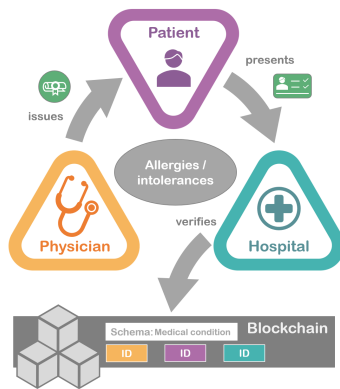 Patient
presents
issues
Allergies /
intolerances
Physician
verifies
Hospital
Schema: Medical condition
Blockchain
ID
ID
ID